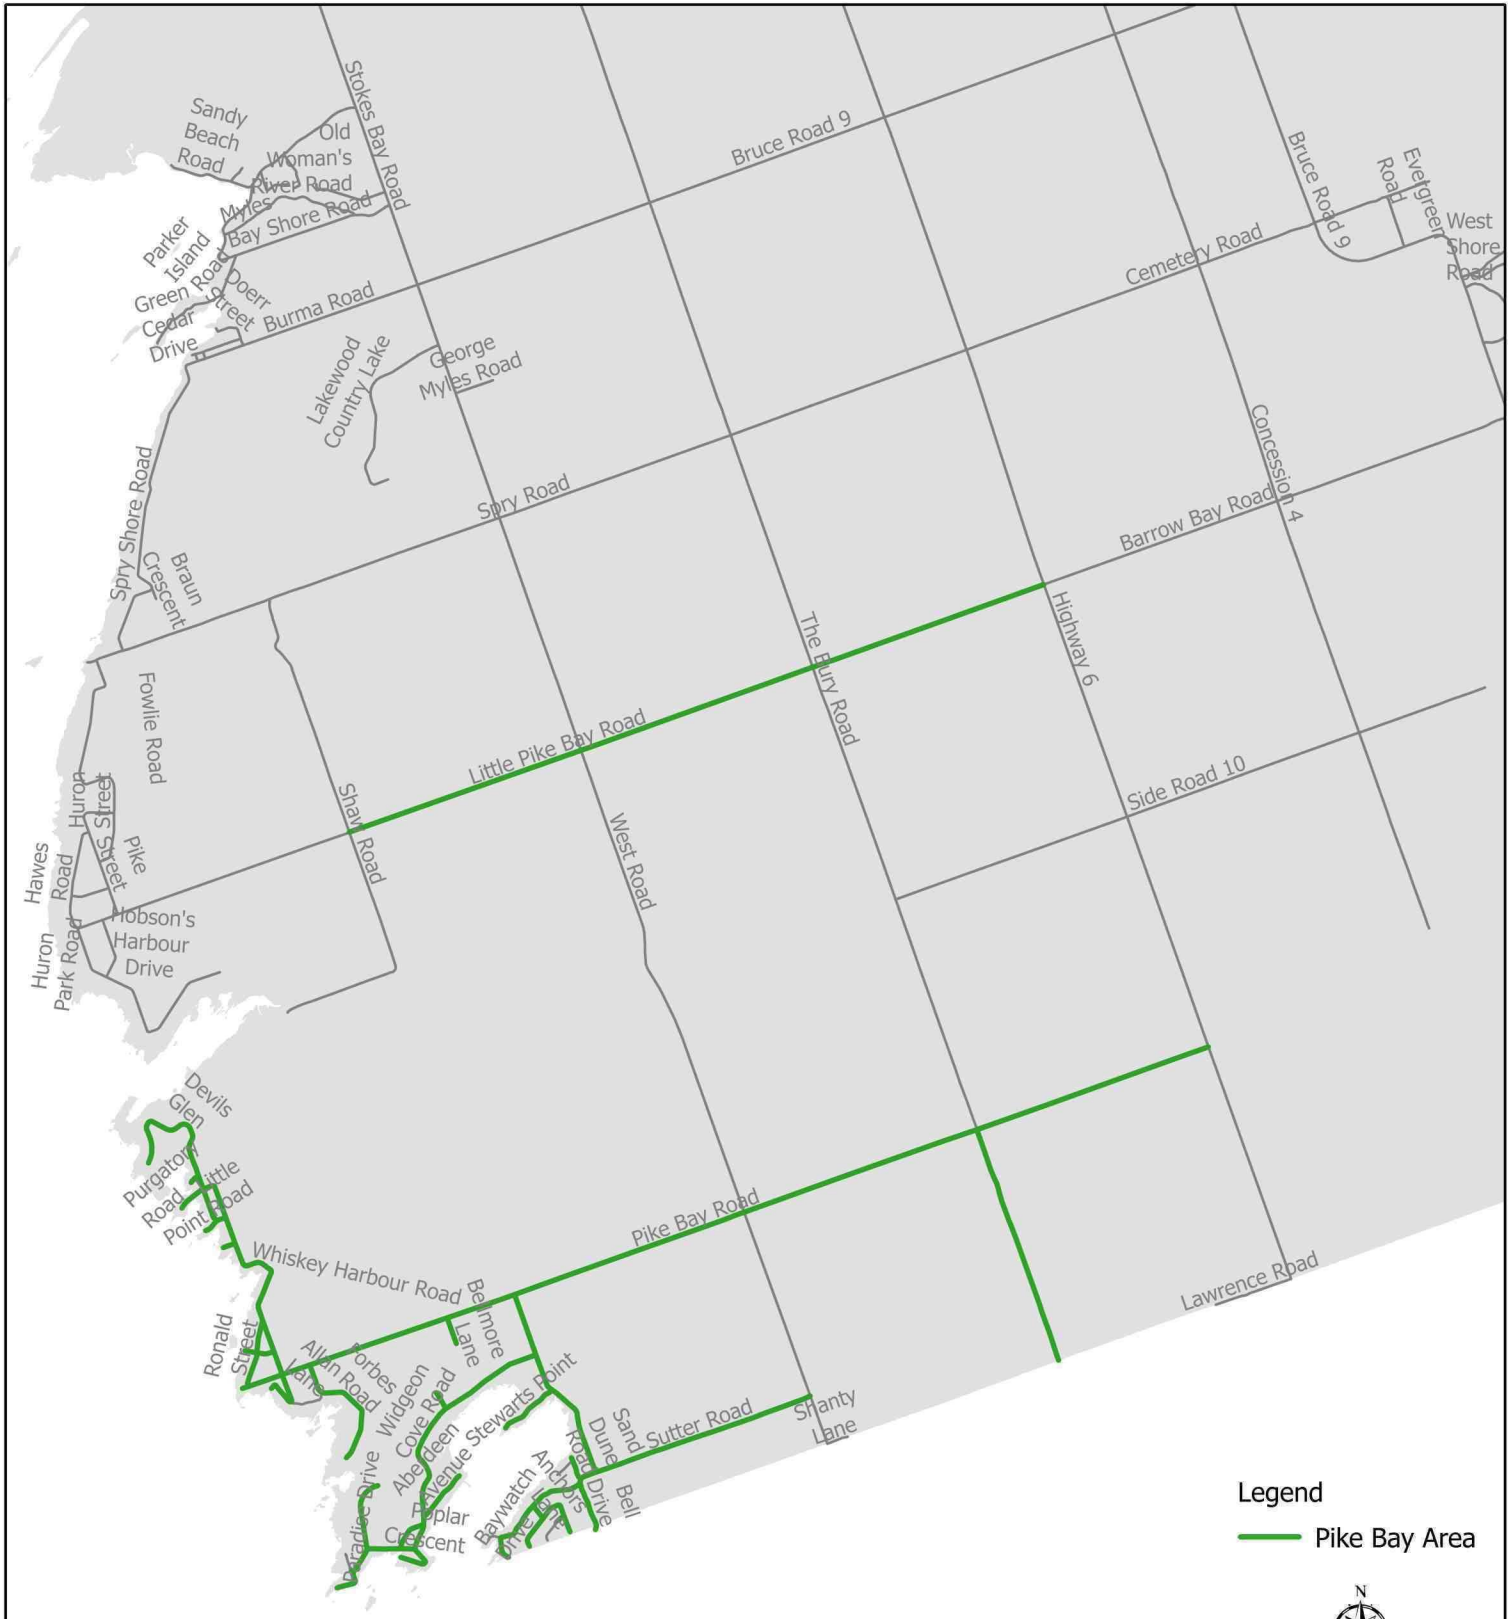 Stokes Bay Road
Sandy
Beach
Road
Old
Woman's
River Road
Myles
Bay Shore Road
Parker
Island
Road
Green
Cedar
Drive
Doerr
Street
Burma Road
Bruce Road 9
Bruce Road 9
Evergreen
Road
West
Shore
Road
Cemetery Road
Lakewood
Country Lake
George
Myles Road
Spry Shore Road
Braun
Crescent
Spry Road
Concession 4
Barrow Bay Road
Highway 6
The Bury Road
Little Pike Bay Road
Fowlie Road
Huron
Street
Pike
Street
Hawes
Road
Hobson's
Harbour
Drive
Huron
Park Road
Shaw Road
West Road
Side Road 10
Devils
Glen
Purgatory
Road
Little
Point Road
Whiskey Harbour Road
Pike Bay Road
Bellmore
Lane
Ronald
Street
Allan Road
Lane
Forbes
Widgeon
Cove Road
Aberdeen
Avenue
Stewarts Point
Road
Sand
Dune
Drive
Sutter Road
Shanty
Lane
Lawrence Road
Paradise Drive
Poplar
Crescent
Baywatch
Drive
Anchors
Bell
Legend
Pike Bay Area
N